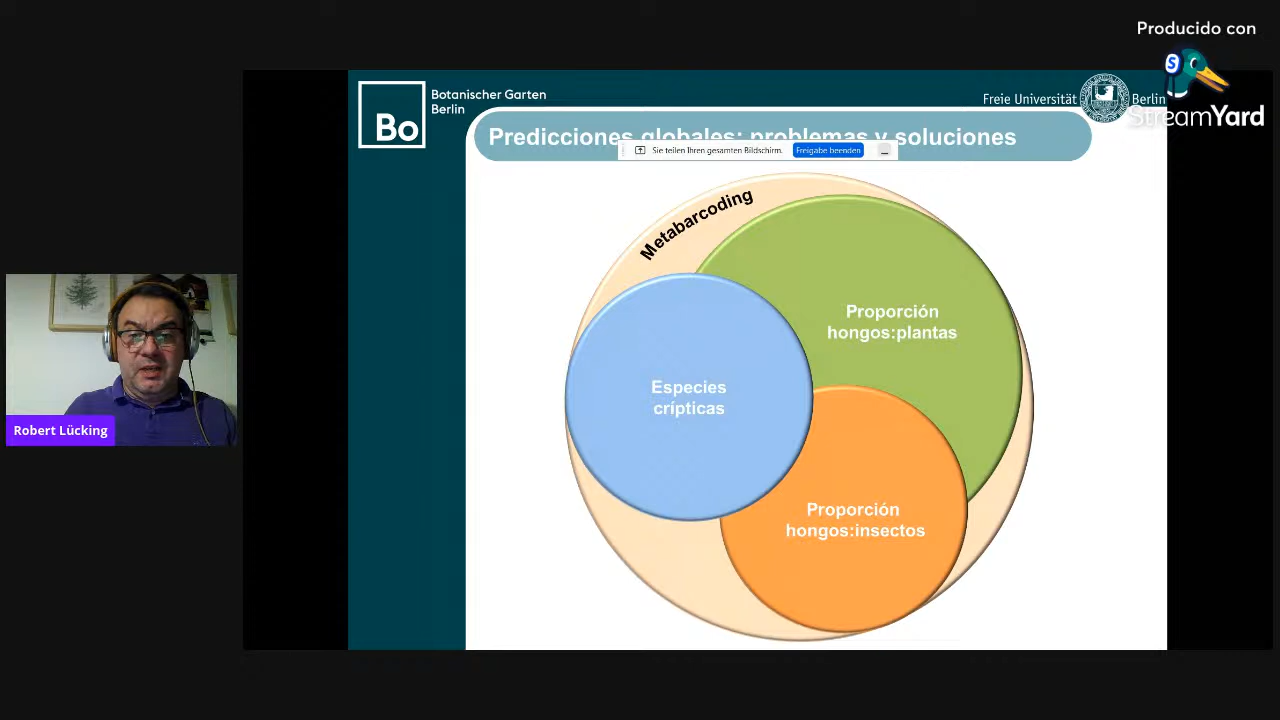 Producido con
StreamYard
Botanischer Garten
Berlin
Bo
Freie Universität Berlin
Predicciones globales: problemas y soluciones
Sie teilen Ihren gesamten Bildschirm. Freigabe beenden
Metabarcoding
Proporción
hongos:plantas
Especies
crípticas
Proporción
hongos:insectos
Robert Lücking